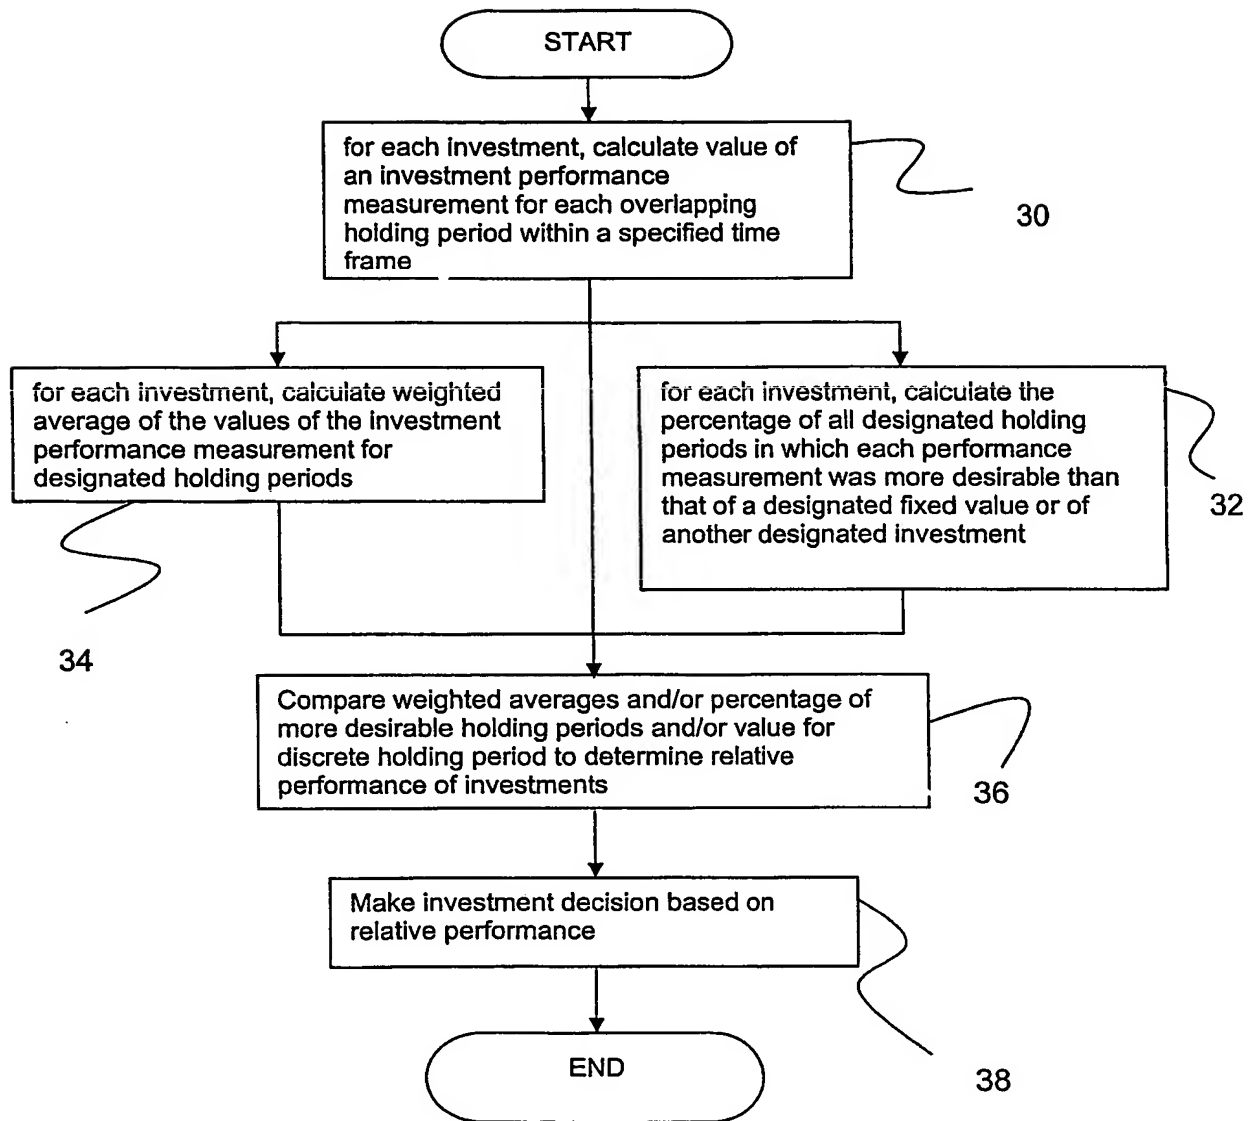 START
for each investment, calculate value of
an investment performance
measurement for each overlapping
holding period within a specified time
frame
30
for each investment, calculate weighted
average of the values of the investment
performance measurement for
designated holding periods
34
for each investment, calculate the
percentage of all designated holding
periods in which each performance
measurement was more desirable than
that of a designated fixed value or of
another designated investment
32
Compare weighted averages and/or percentage of
more desirable holding periods and/or value for
discrete holding period to determine relative
performance of investments
36
Make investment decision based on
relative performance
38
END